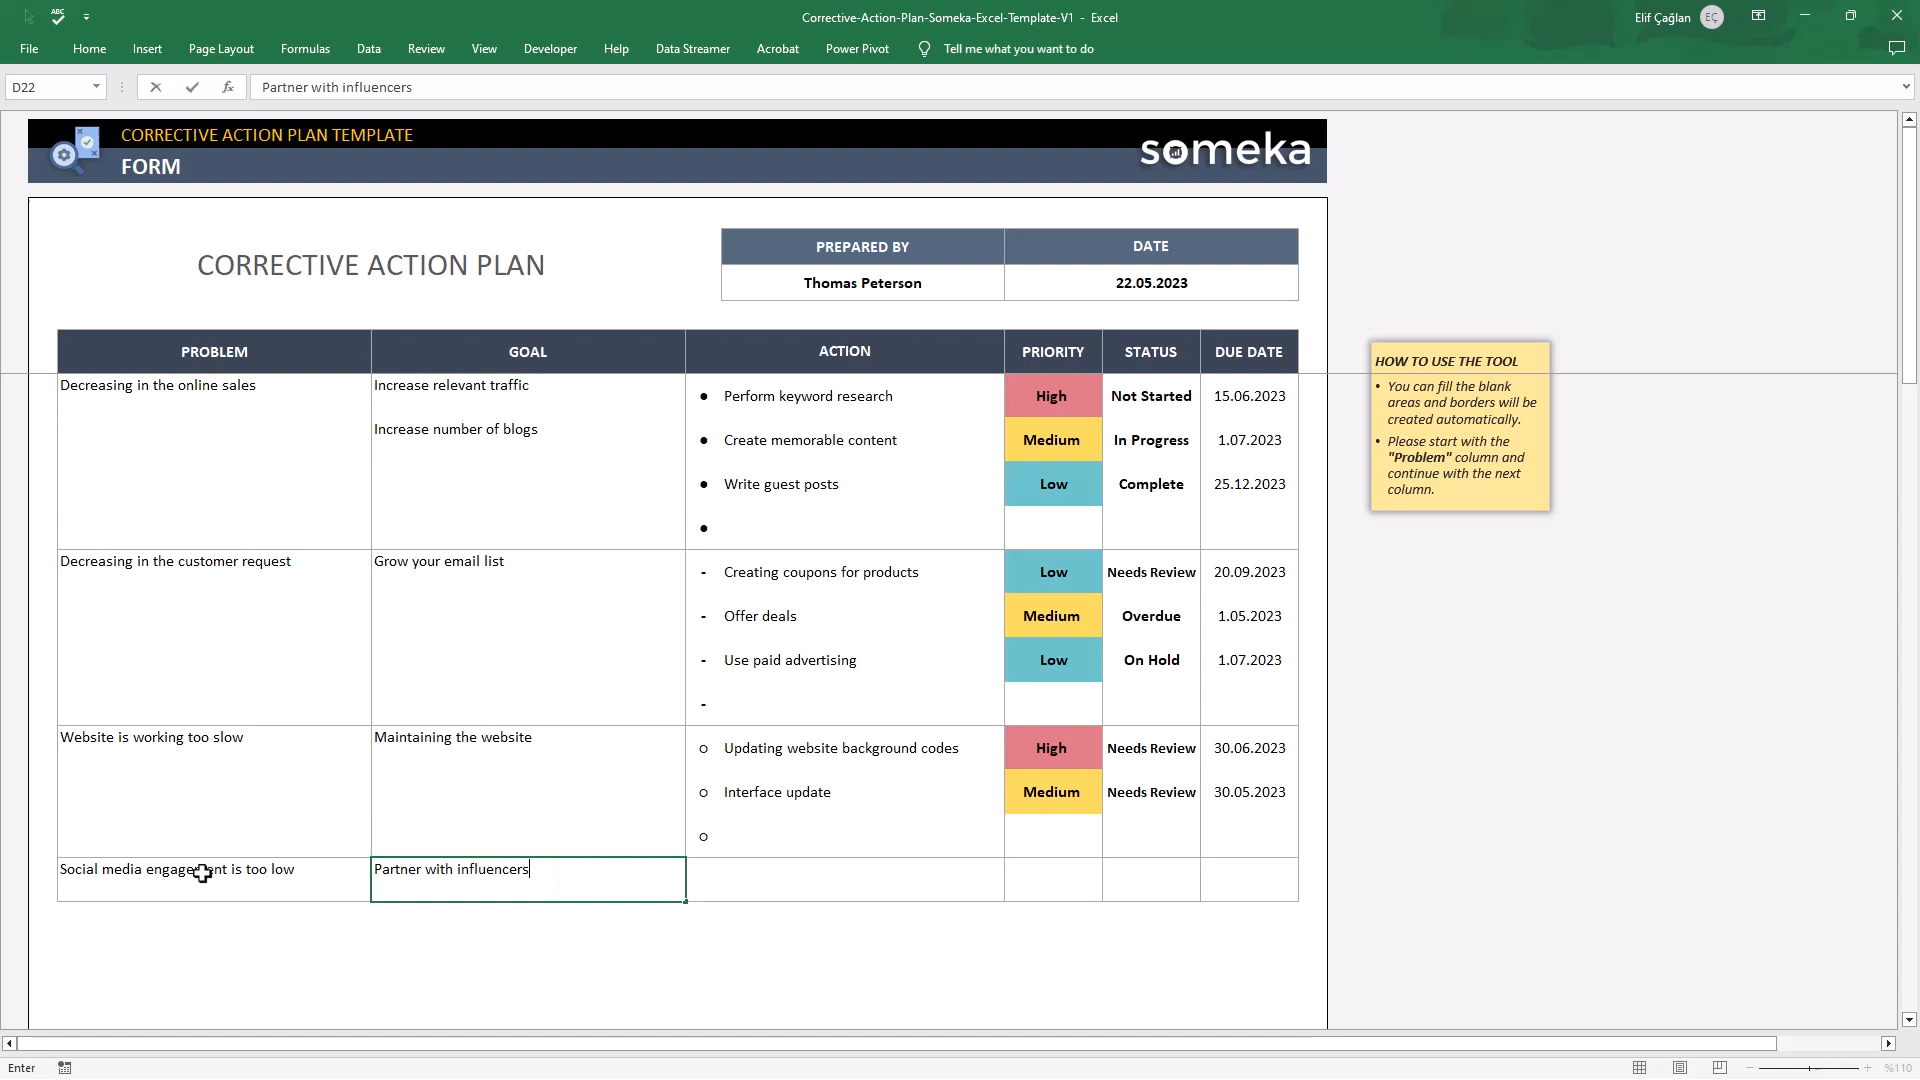 ABC
Corrective-Action-Plan-Someka-Excel-Template-V1 - Excel
Elif Çağlan
EÇ
File Home Insert Page Layout Formulas Data Review View Developer Help Data Streamer Acrobat Power Pivot Tell me what you want to do
D22
fx
Partner with influencers
CORRECTIVE ACTION PLAN TEMPLATE
FORM
someka
CORRECTIVE ACTION PLAN
PREPARED BY DATE
Thomas Peterson 22.05.2023
PROBLEM GOAL ACTION PRIORITY STATUS DUE DATE
Decreasing in the online sales Increase relevant traffic ● Perform keyword research High Not Started 15.06.2023
Increase number of blogs ● Create memorable content Medium In Progress 1.07.2023
● Write guest posts Low Complete 25.12.2023
●
Decreasing in the customer request Grow your email list - Creating coupons for products Low Needs Review 20.09.2023
- Offer deals Medium Overdue 1.05.2023
- Use paid advertising Low On Hold 1.07.2023
-
Website is working too slow Maintaining the website o Updating website background codes High Needs Review 30.06.2023
o Interface update Medium Needs Review 30.05.2023
o
Social media engagement is too low Partner with influencers
HOW TO USE THE TOOL
• You can fill the blank
areas and borders will be
created automatically.
• Please start with the
"Problem" column and
continue with the next
column.
Enter
%110